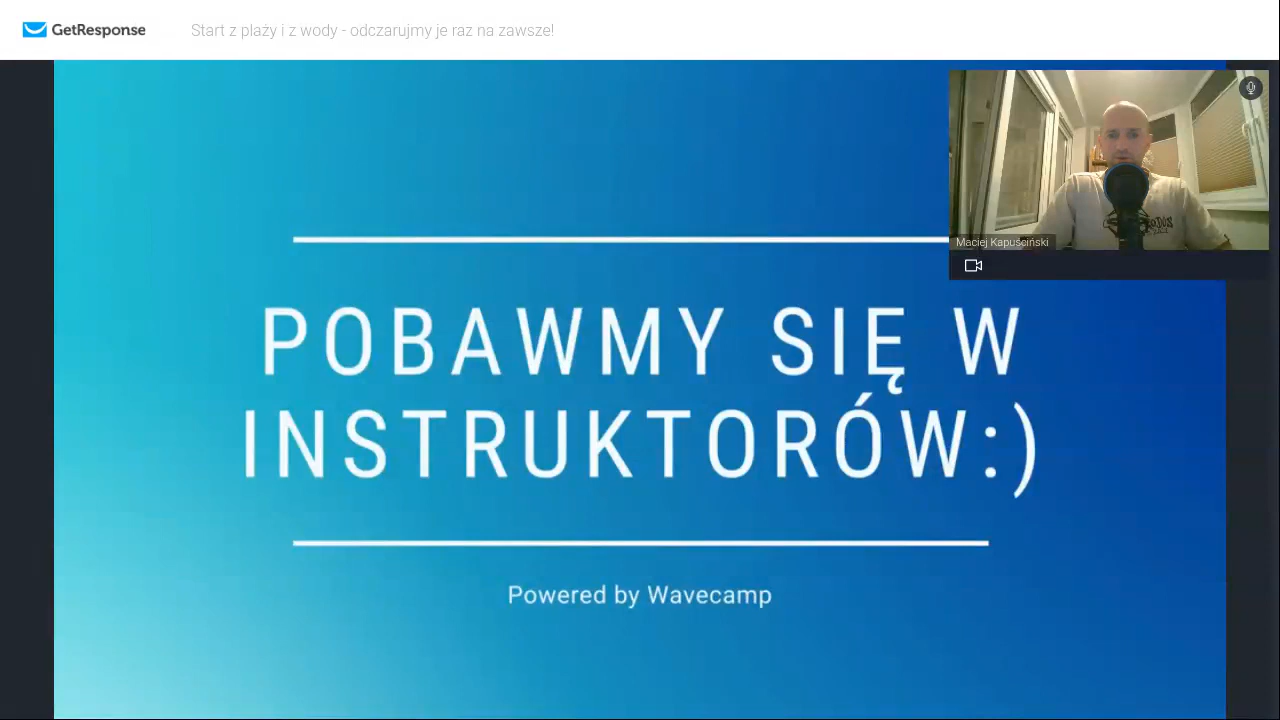 GetResponse
Start z plaży i z wody - odczarujmy je raz na zawsze!
Maciej Kapuściński
POBAWMY SIĘ W
INSTRUKTORÓW:)
Powered by Wavecamp